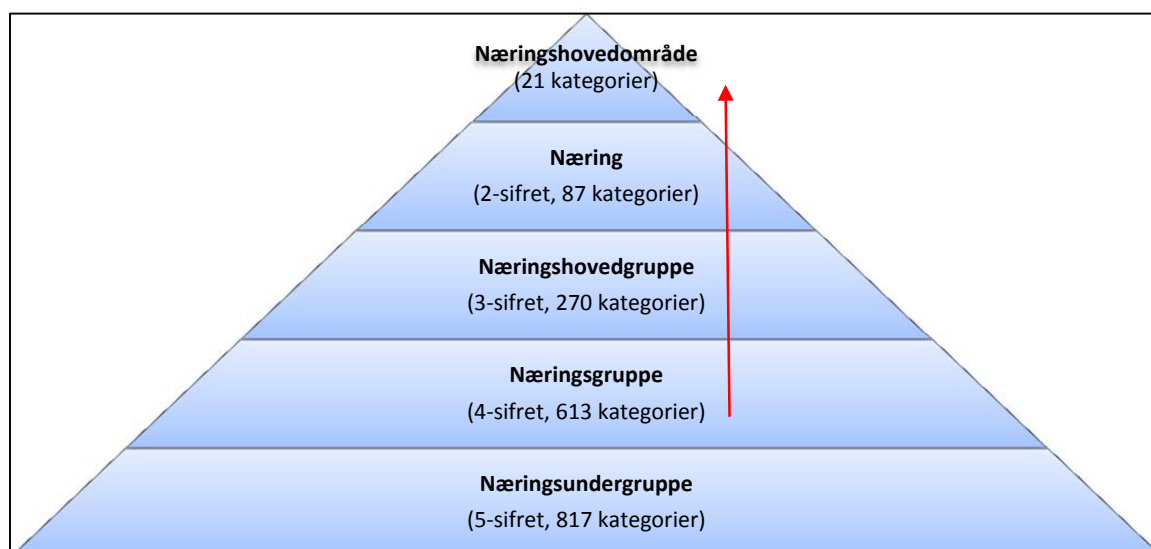 Næringshovedområde
(21 kategorier)
Næring
(2-sifret, 87 kategorier)
Næringshovedgruppe
(3-sifret, 270 kategorier)
Næringsgruppe
(4-sifret, 613 kategorier)
Næringsundergruppe
(5-sifret, 817 kategorier)